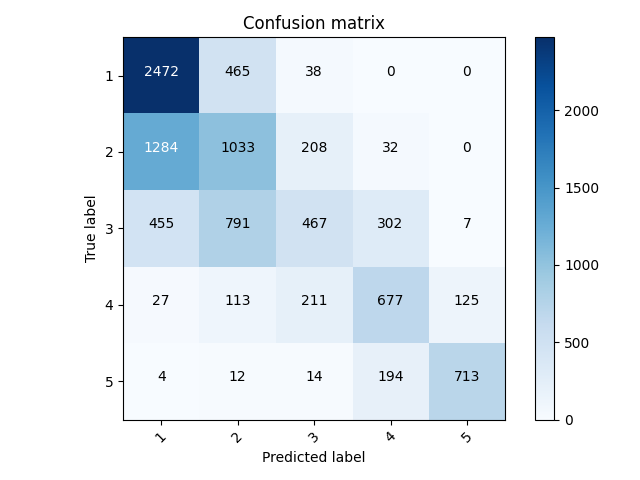 Confusion matrix
True label
1 2472 465 38 0 0
2 1284 1033 208 32 0
3 455 791 467 302 7
4 27 113 211 677 125
5 4 12 14 194 713
1 2 3 4 5
Predicted label
2000
1500
1000
500
0